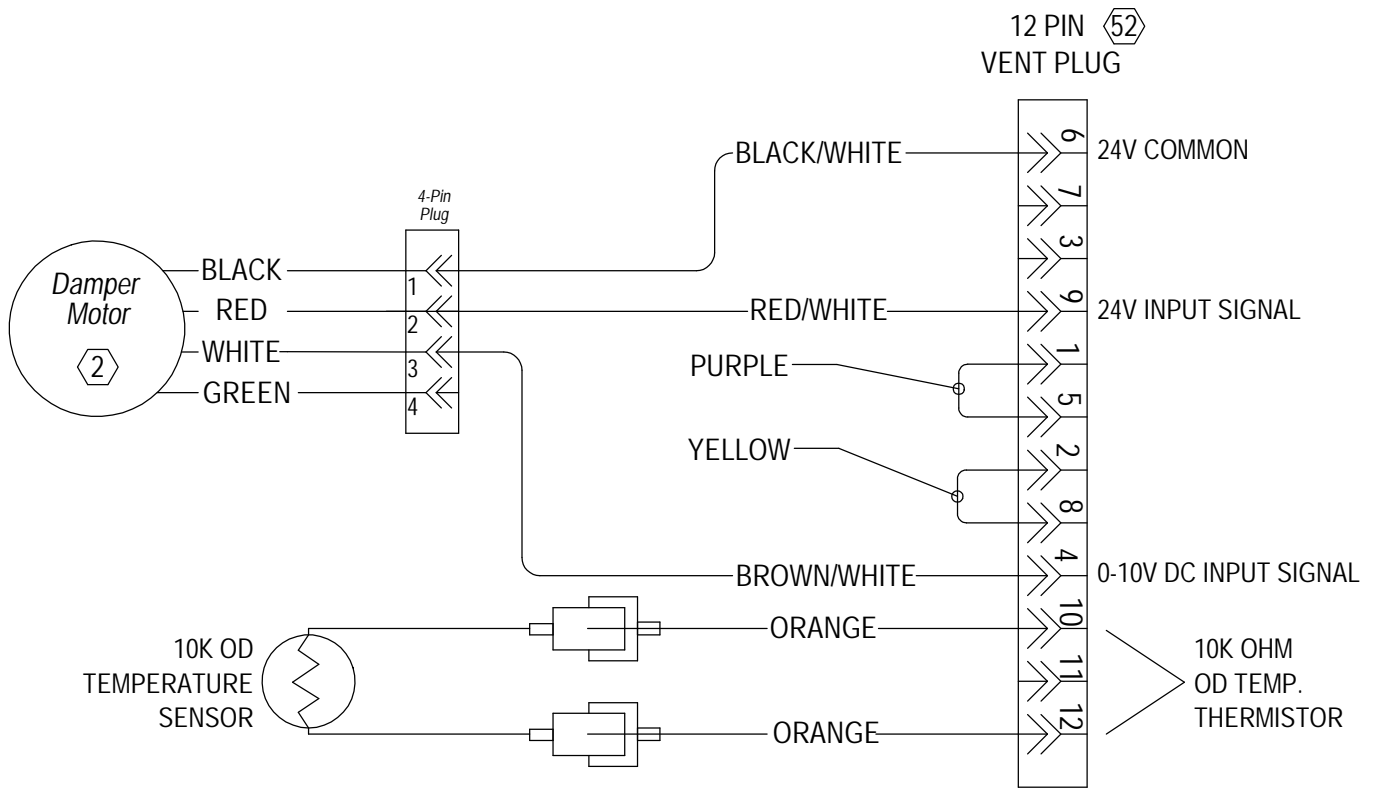 12 PIN 52
VENT PLUG
BLACK/WHITE
6
24V COMMON
7
4-Pin
Plug
3
Damper
Motor
2
BLACK
1
RED
2
RED/WHITE
9
24V INPUT SIGNAL
WHITE
3
PURPLE
1
GREEN
4
5
YELLOW
2
8
BROWN/WHITE
4
0-10V DC INPUT SIGNAL
10K OD
TEMPERATURE
SENSOR
ORANGE
10
11
ORANGE
12
10K OHM
OD TEMP.
THERMISTOR